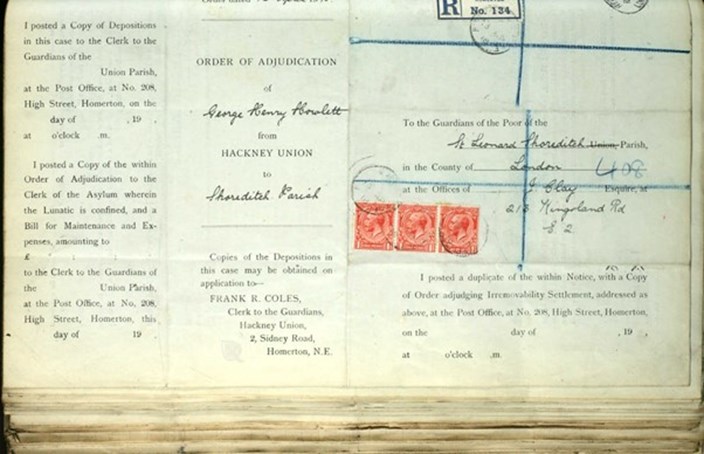 I posted a Copy of Depositions
in this case to the Clerk to the
Guardians of the
Union Parish,
at the Post Office, at No. 208,
High Street, Homerton, on the
day of , 19 .
at o'clock .m.
I posted a Copy of the within
Order of Adjudication to the
Clerk of the Asylum wherein
the Lunatic is confined, and a
Bill for Maintenance and Ex-
penses, amounting to
£ : :
to the Clerk to the Guardians of
the Union Parish,
at the Post Office, at No. 208,
High Street, Homerton, this
day of 19 .
ORDER OF ADJUDICATION
of
George Henry Howlett
from
HACKNEY UNION
to
Shoreditch Parish
Copies of the Depositions in
this case may be obtained on
application to—
FRANK R. COLES,
Clerk to the Guardians,
Hackney Union,
2, Sidney Road,
Homerton, N.E.
R
No. 134
To the Guardians of the Poor of the
St Leonard Shoreditch Union, Parish,
in the County of London
408
at the Offices of Clay Esquire, at
213 Kingsland Rd
E. 2
I posted a duplicate of the within Notice, with a Copy
of Order adjudging Irremovability Settlement, addressed as
above, at the Post Office, at No. 208, High Street, Homerton,
on the day of , 19 .
at o'clock .m.